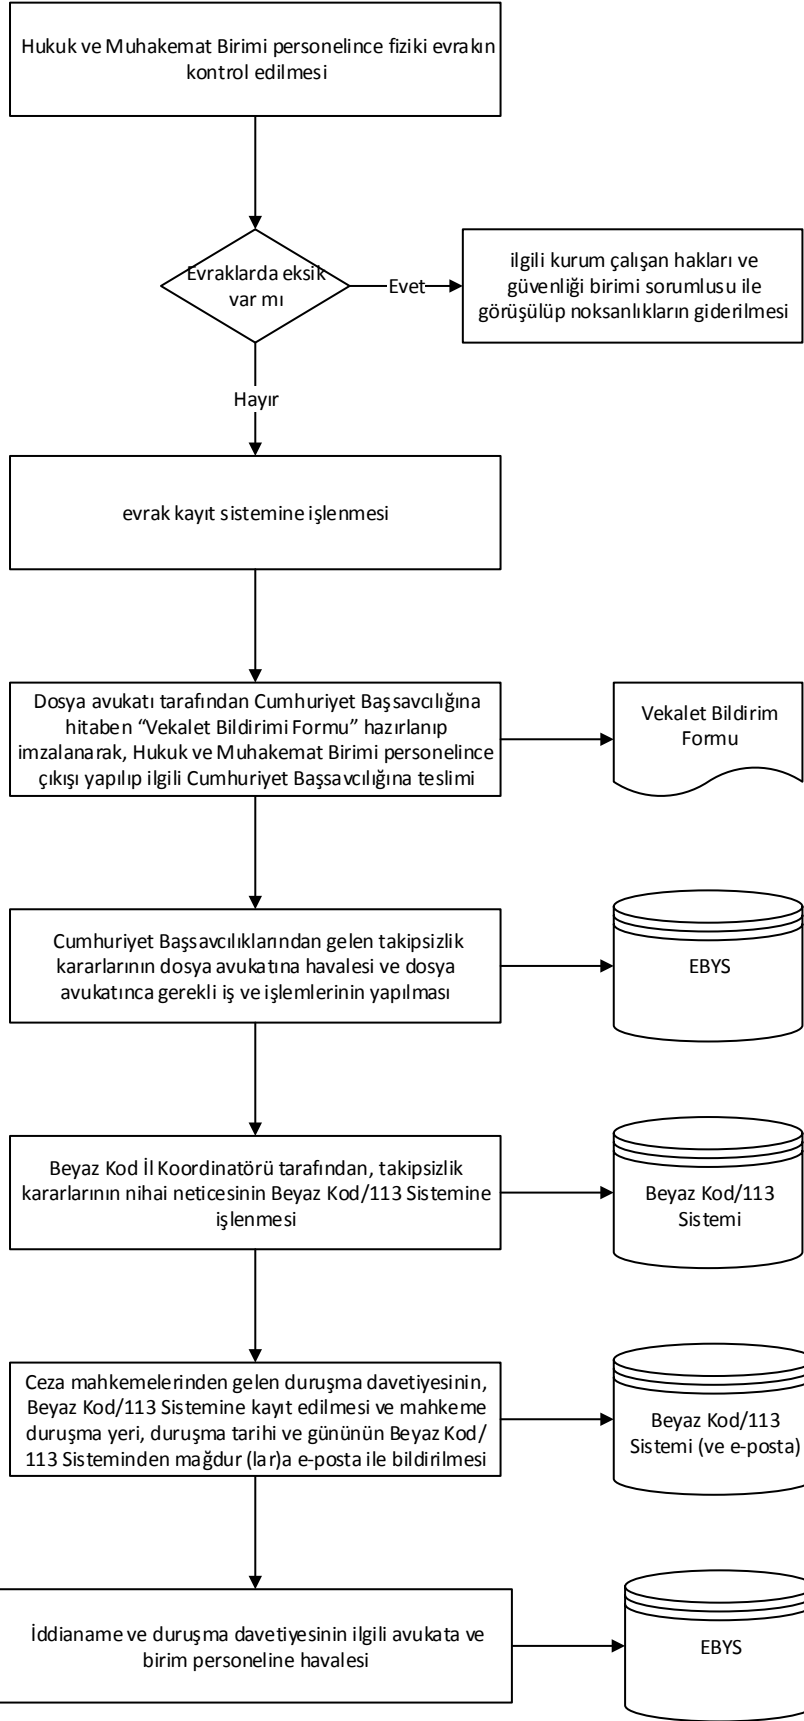 Hukuk ve Muhakemat Birimi personelince fiziki evrakın
kontrol edilmesi
Evraklarda eksik
var mı
Evet
ilgili kurum çalışan hakları ve
güvenliği birimi sorumlusu ile
görüşülüp noksanlıkların giderilmesi
Hayır
evrak kayıt sistemine işlenmesi
Dosya avukatı tarafından Cumhuriyet Başsavcılığına
hitaben “Vekalet Bildirimi Formu” hazırlanıp
imzalanarak, Hukuk ve Muhakemat Birimi personelince
çıkışı yapılıp ilgili Cumhuriyet Başsavcılığına teslimi
Vekalet Bildirim
Formu
Cumhuriyet Başsavcılıklarından gelen takipsizlik
kararlarının dosya avukatına havalesi ve dosya
avukatınca gerekli iş ve işlemlerinin yapılması
EBYS
Beyaz Kod İl Koordinatörü tarafından, takipsizlik
kararlarının nihai neticesinin Beyaz Kod/113 Sistemine
işlenmesi
Beyaz Kod/113
Sistemi
Ceza mahkemelerinden gelen duruşma davetiyesinin,
Beyaz Kod/113 Sistemine kayıt edilmesi ve mahkeme
duruşma yeri, duruşma tarihi ve gününün Beyaz Kod/
113 Sisteminden mağdur (lar)a e-posta ile bildirilmesi
Beyaz Kod/113
Sistemi (ve e-posta)
İddianame ve duruşma davetiyesinin ilgili avukata ve
birim personeline havalesi
EBYS